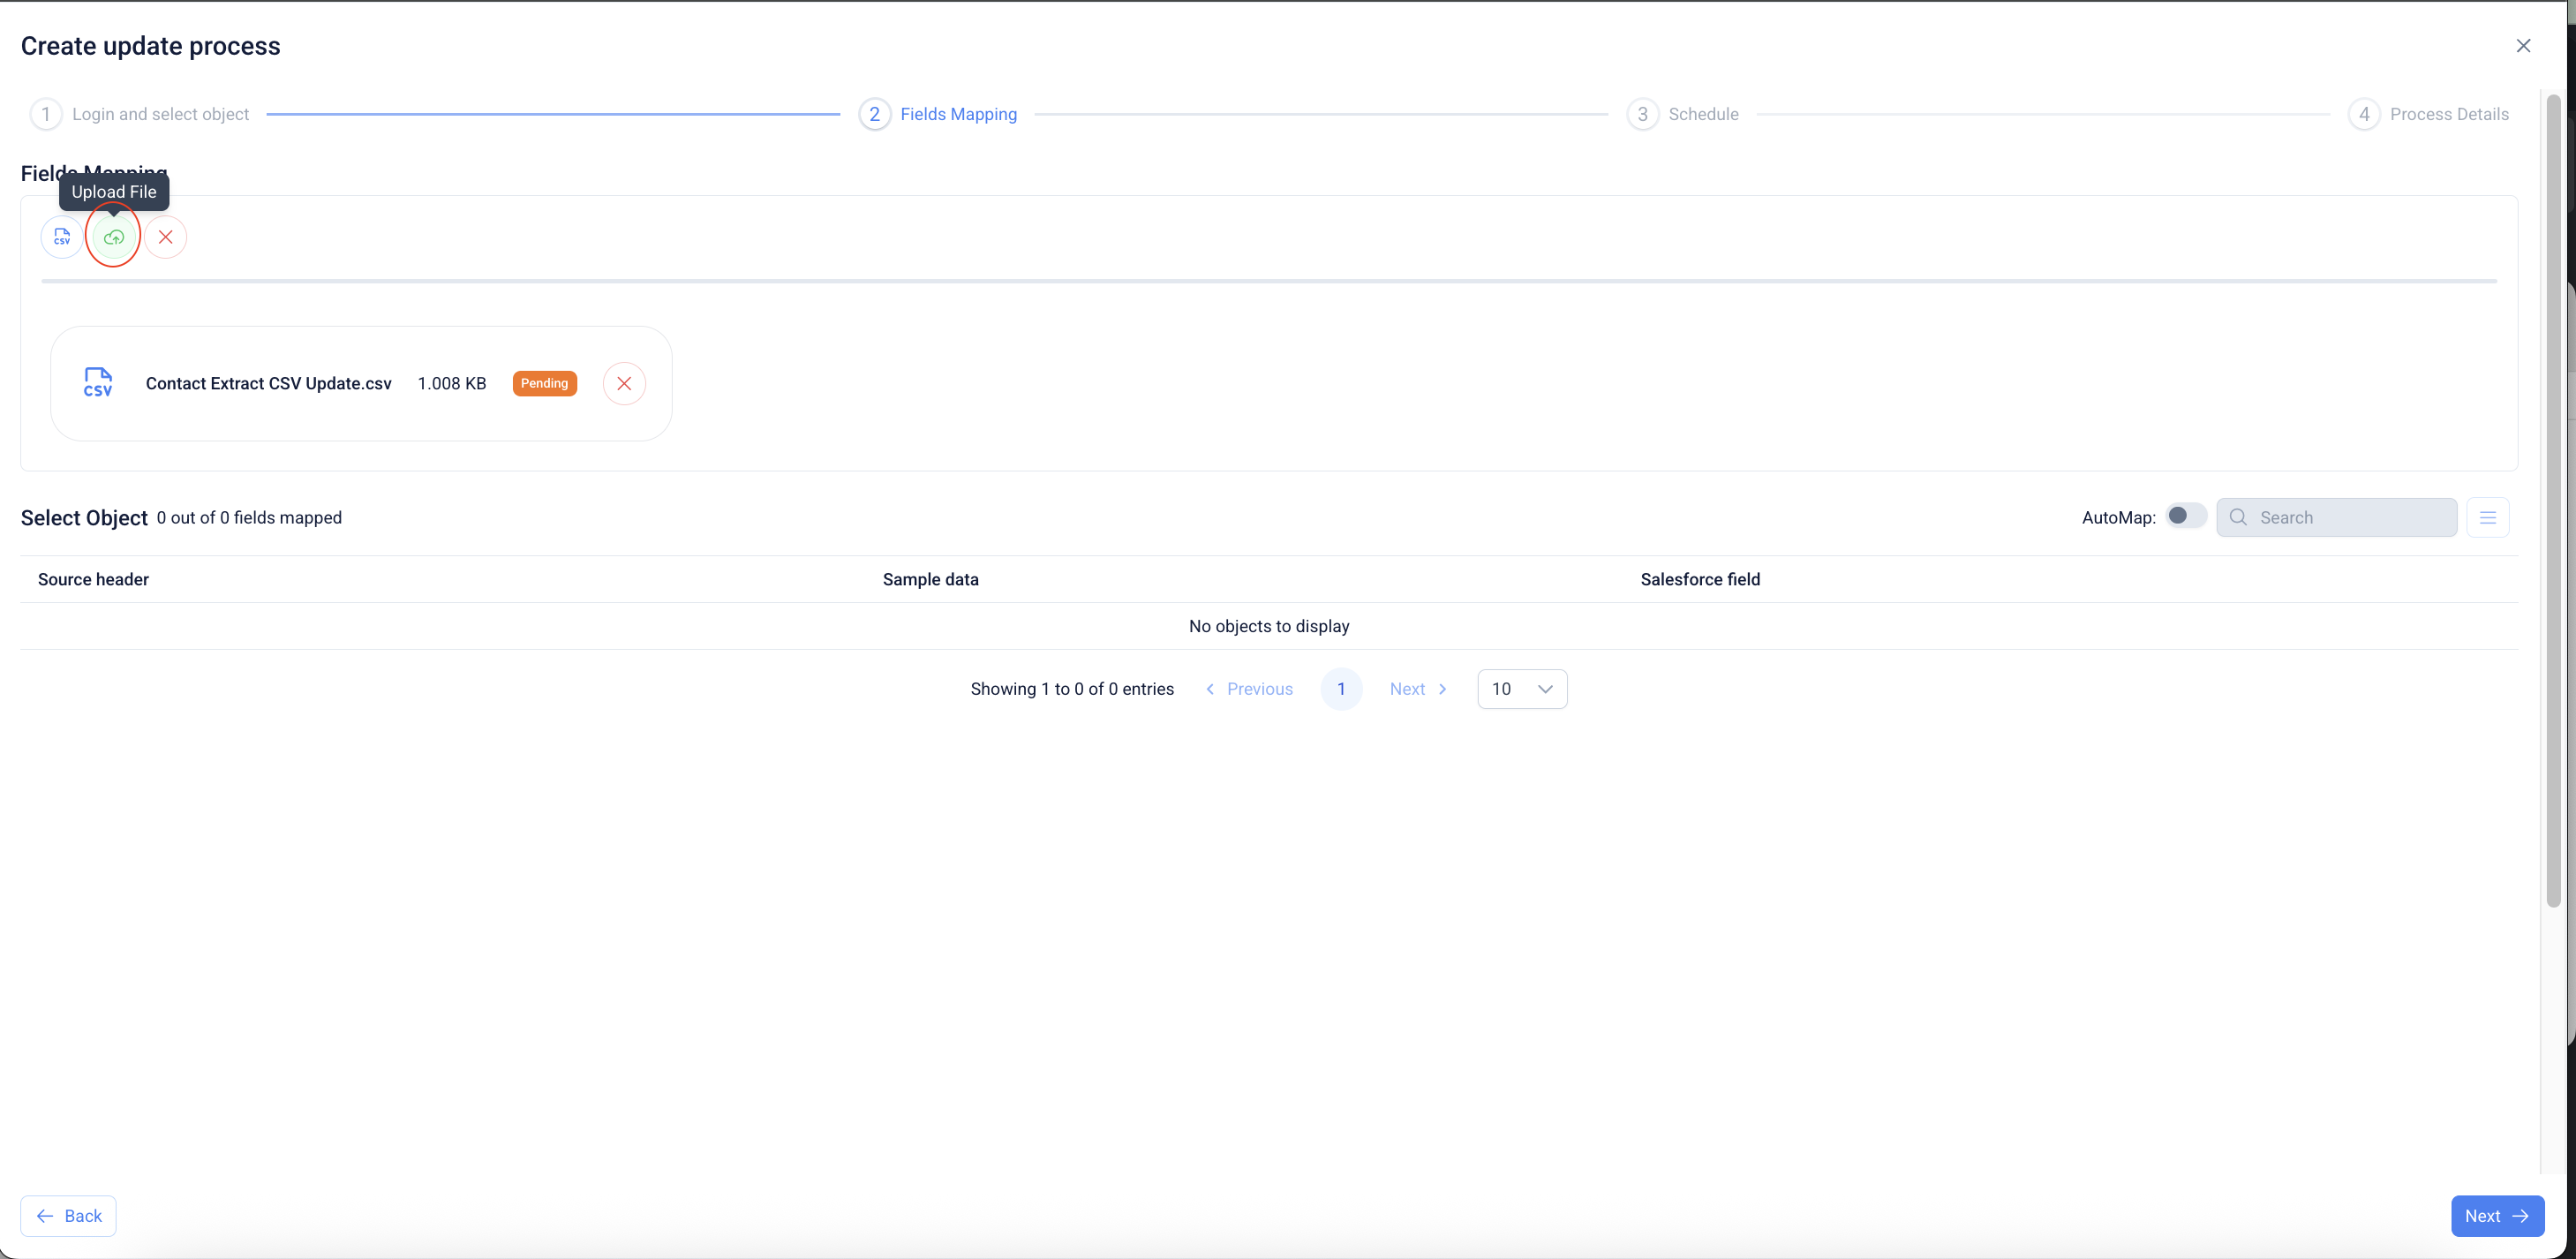 Create update process
1 Login and select object 2 Fields Mapping 3 Schedule 4 Process Details
Fields Mapping
Upload File
CSV
CSV Contact Extract CSV Update.csv 1.008 KB Pending
Select Object 0 out of 0 fields mapped AutoMap: Search
Source header Sample data Salesforce field
No objects to display
Showing 1 to 0 of 0 entries Previous 1 Next 10
Back Next